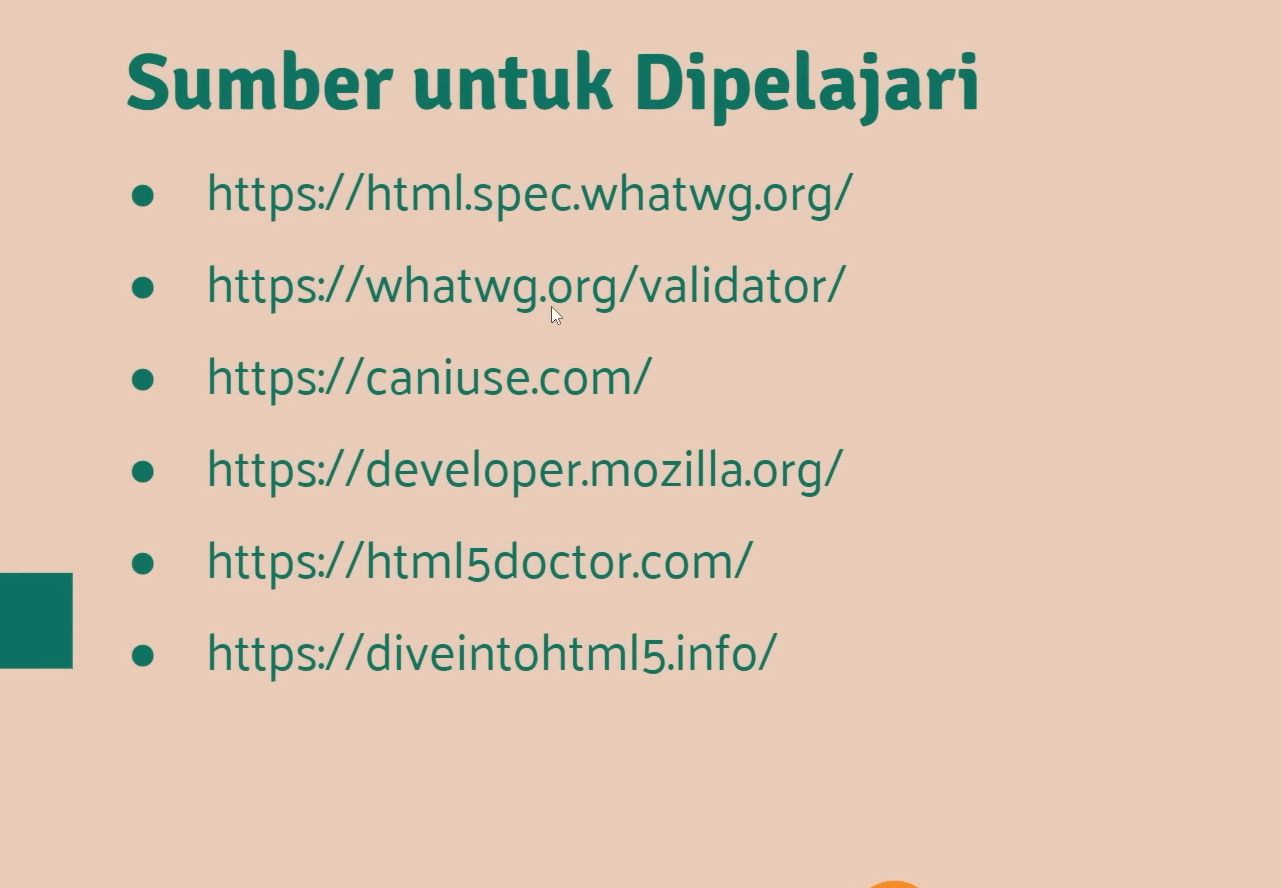 Sumber untuk Dipelajari
● https://html.spec.whatwg.org/
● https://whatwg.org/validator/
● https://caniuse.com/
● https://developer.mozilla.org/
● https://html5doctor.com/
● https://diveintohtml5.info/